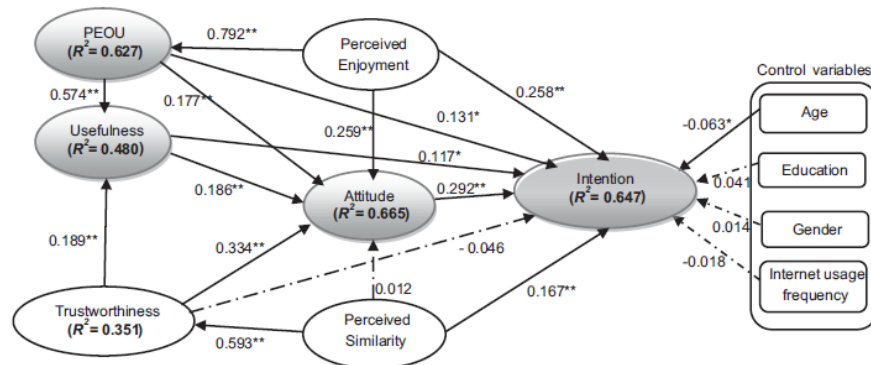 PEOU
(R²= 0.627)
0.792**
Perceived
Enjoyment
Control variables
0.574**
0.177**
0.258**
0.131*
-0.063*
Age
Usefulness
(R²= 0.480)
0.259**
0.117*
0.186**
Attitude
(R²= 0.665)
0.292**
Intention
(R²= 0.647)
0.041
Education
0.189**
0.334**
- 0.046
0.014
Gender
-0.018
Internet usage
frequency
0.012
0.167**
Trustworthiness
(R²= 0.351)
0.593**
Perceived
Similarity